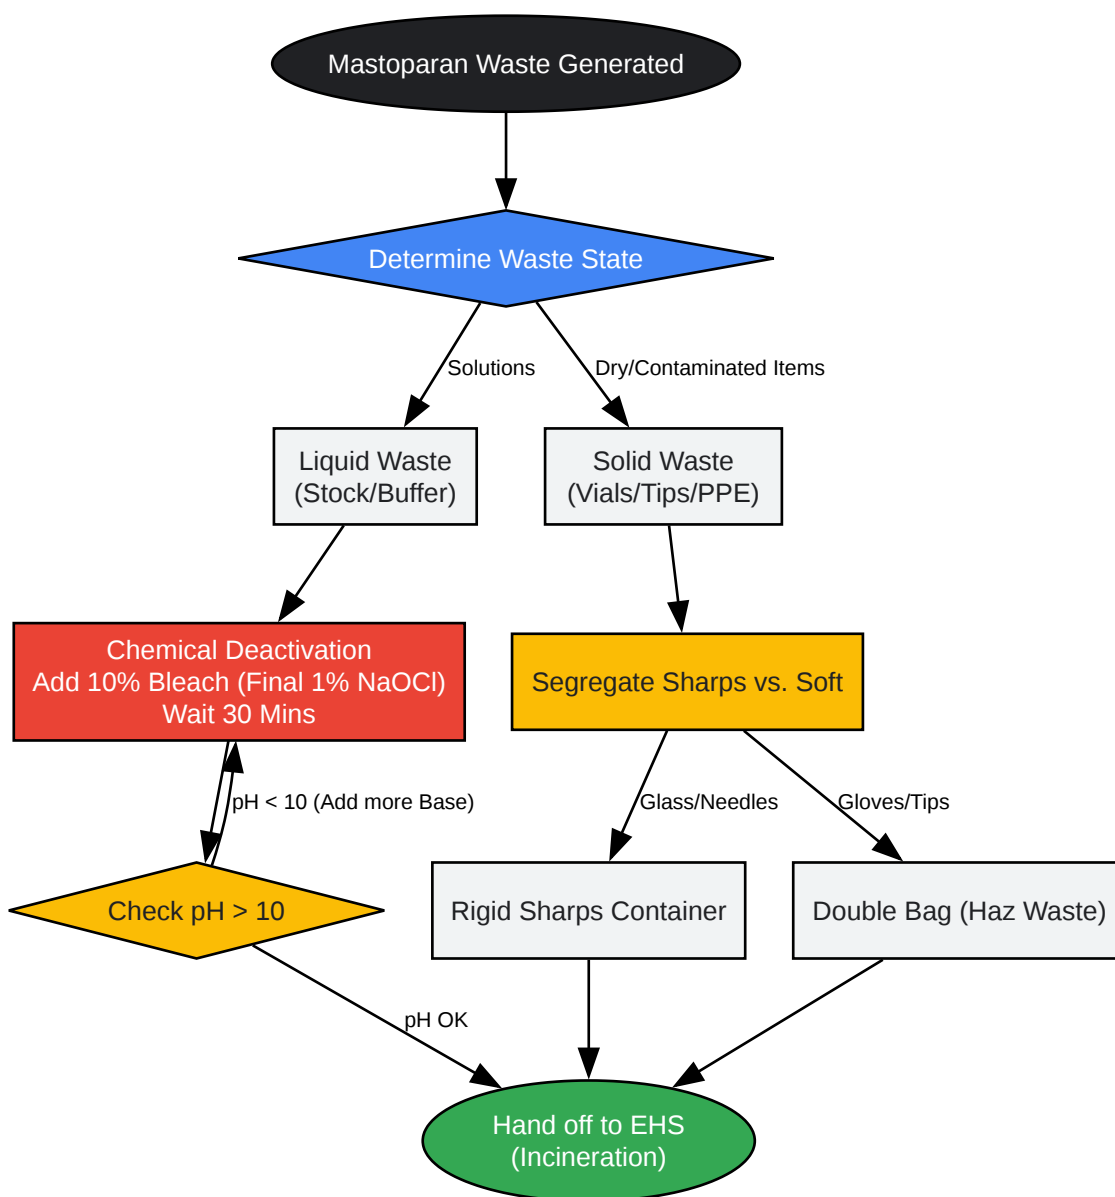 Mastoparan Waste Generated
Determine Waste State
Solutions
Dry/Contaminated Items
Liquid Waste
(Stock/Buffer)
Solid Waste
(Vials/Tips/PPE)
Chemical Deactivation
Add 10% Bleach (Final 1% NaOCl)
Wait 30 Mins
Segregate Sharps vs. Soft
pH < 10 (Add more Base)
Glass/Needles
Gloves/Tips
Check pH > 10
Rigid Sharps Container
Double Bag (Haz Waste)
pH OK
Hand off to EHS
(Incineration)